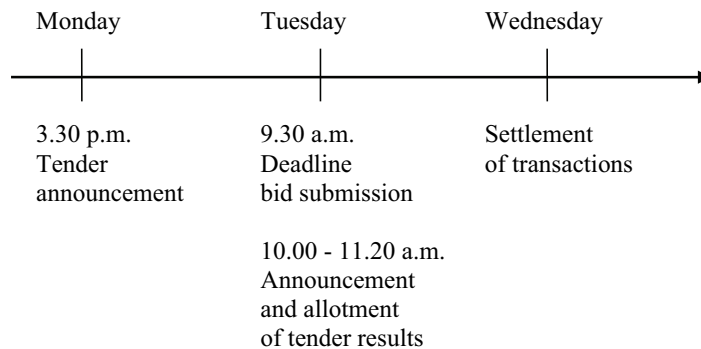 Monday
Tuesday
Wednesday
3.30 p.m.
Tender
announcement
9.30 a.m.
Deadline
bid submission
10.00 - 11.20 a.m.
Announcement
and allotment
of tender results
Settlement
of transactions